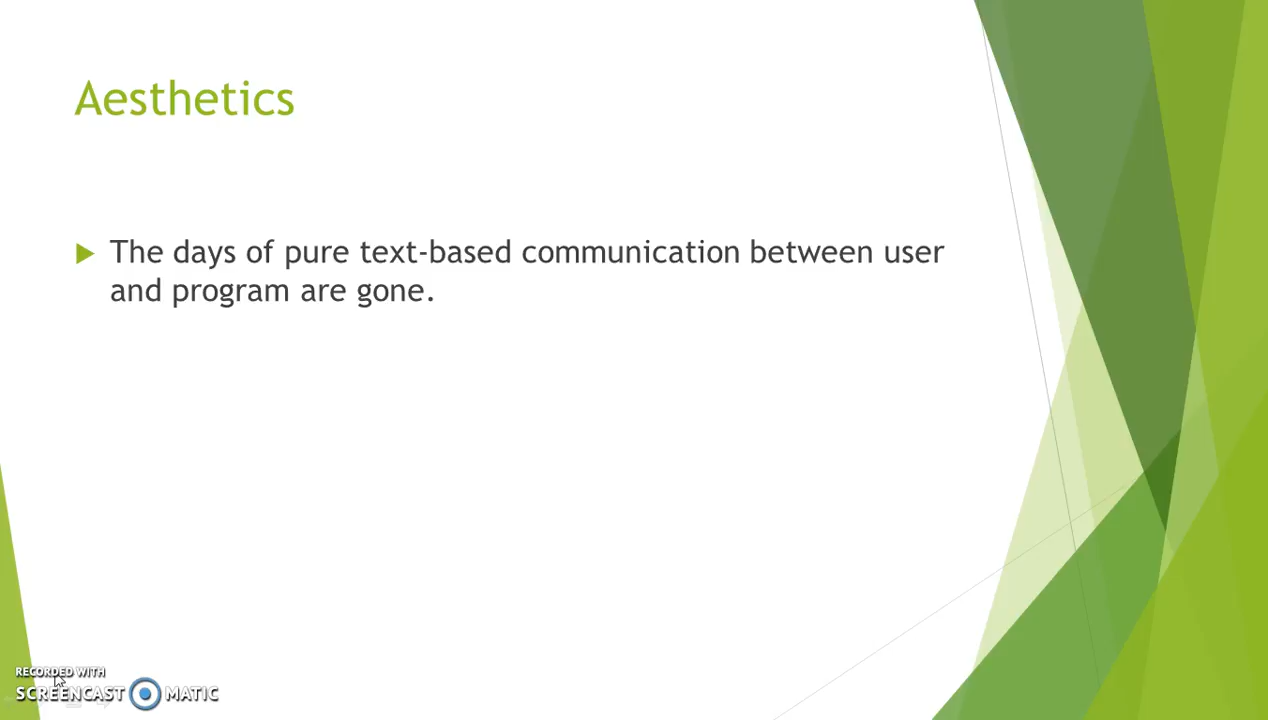 Aesthetics
The days of pure text-based communication between user
and program are gone.
RECORDED WITH
SCREENCAST MATIC